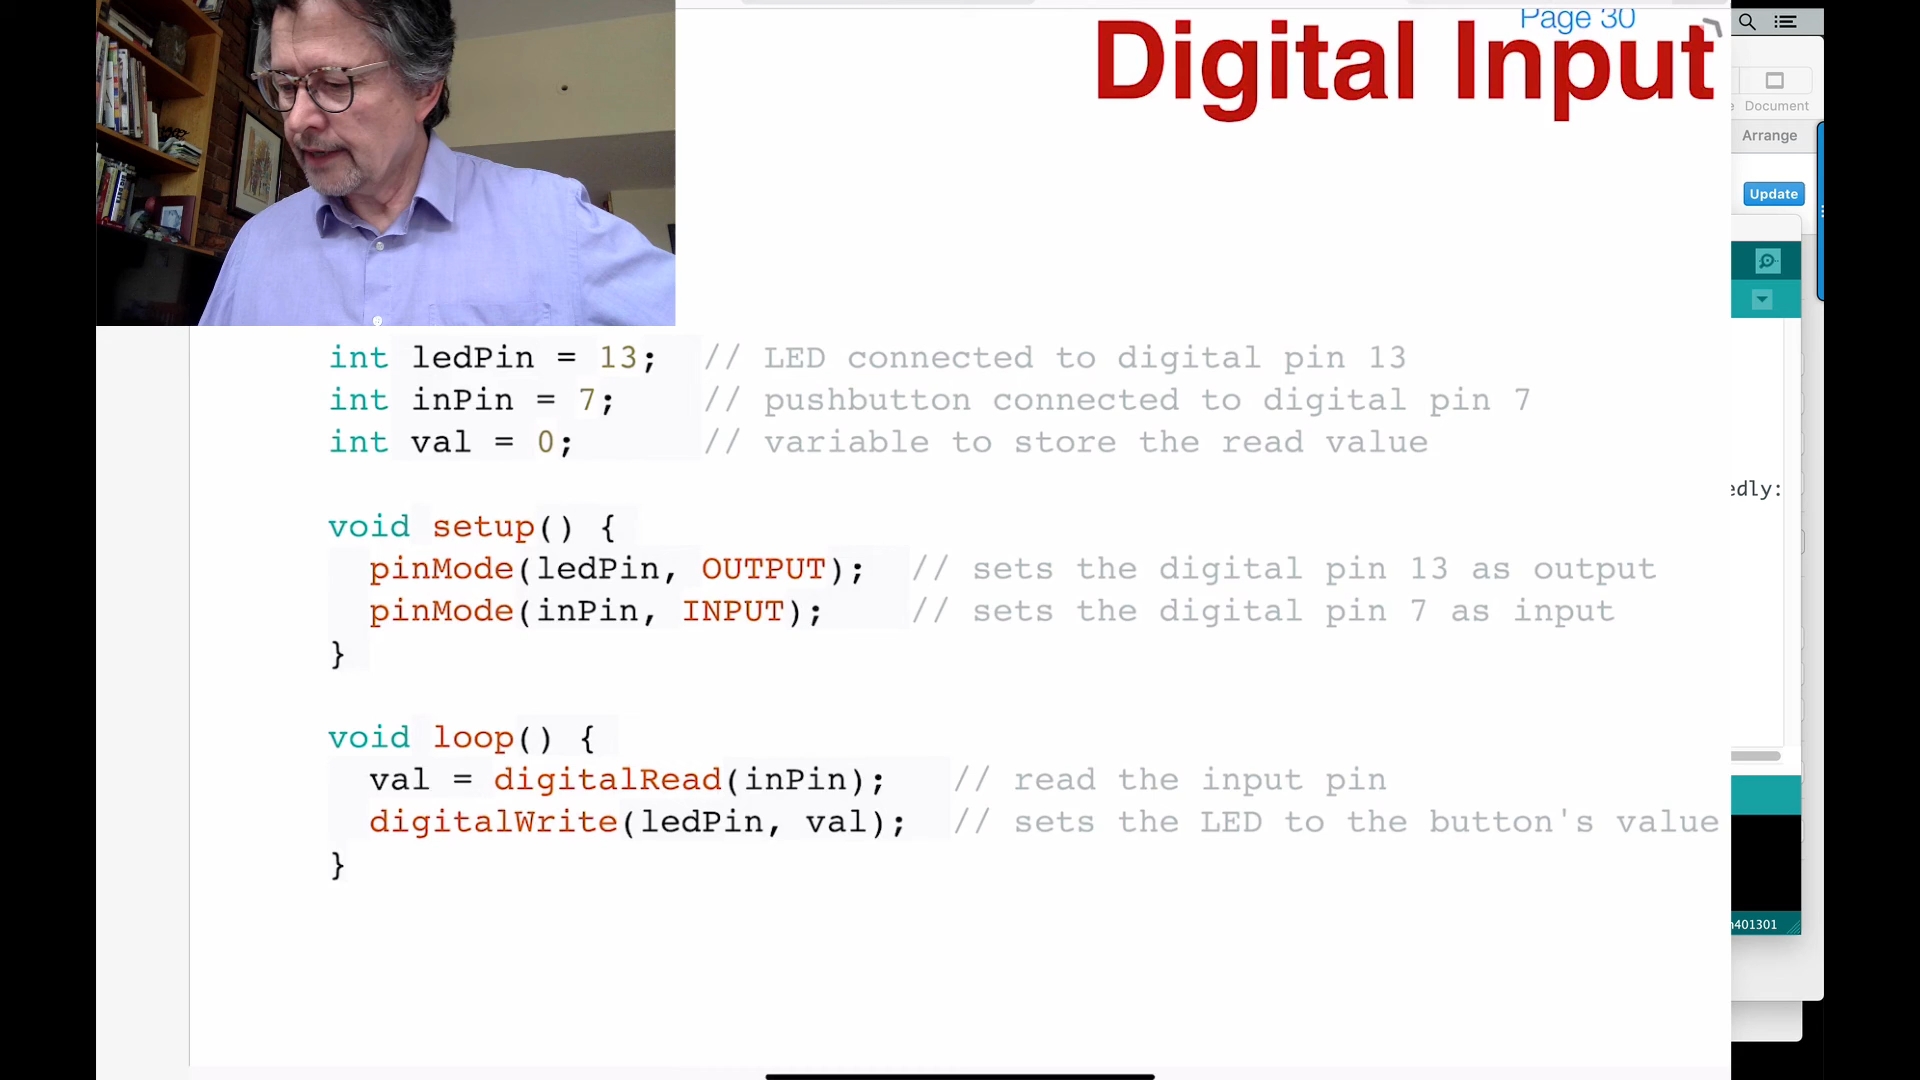 Page 30
Digital Input
Document
Arrange
Update
int ledPin = 13;   // LED connected to digital pin 13
int inPin = 7;     // pushbutton connected to digital pin 7
int val = 0;       // variable to store the read value
edly:
void setup() {
  pinMode(ledPin, OUTPUT);  // sets the digital pin 13 as output
  pinMode(inPin, INPUT);    // sets the digital pin 7 as input
}
void loop() {
  val = digitalRead(inPin);   // read the input pin
  digitalWrite(ledPin, val);  // sets the LED to the button's value
}
401301